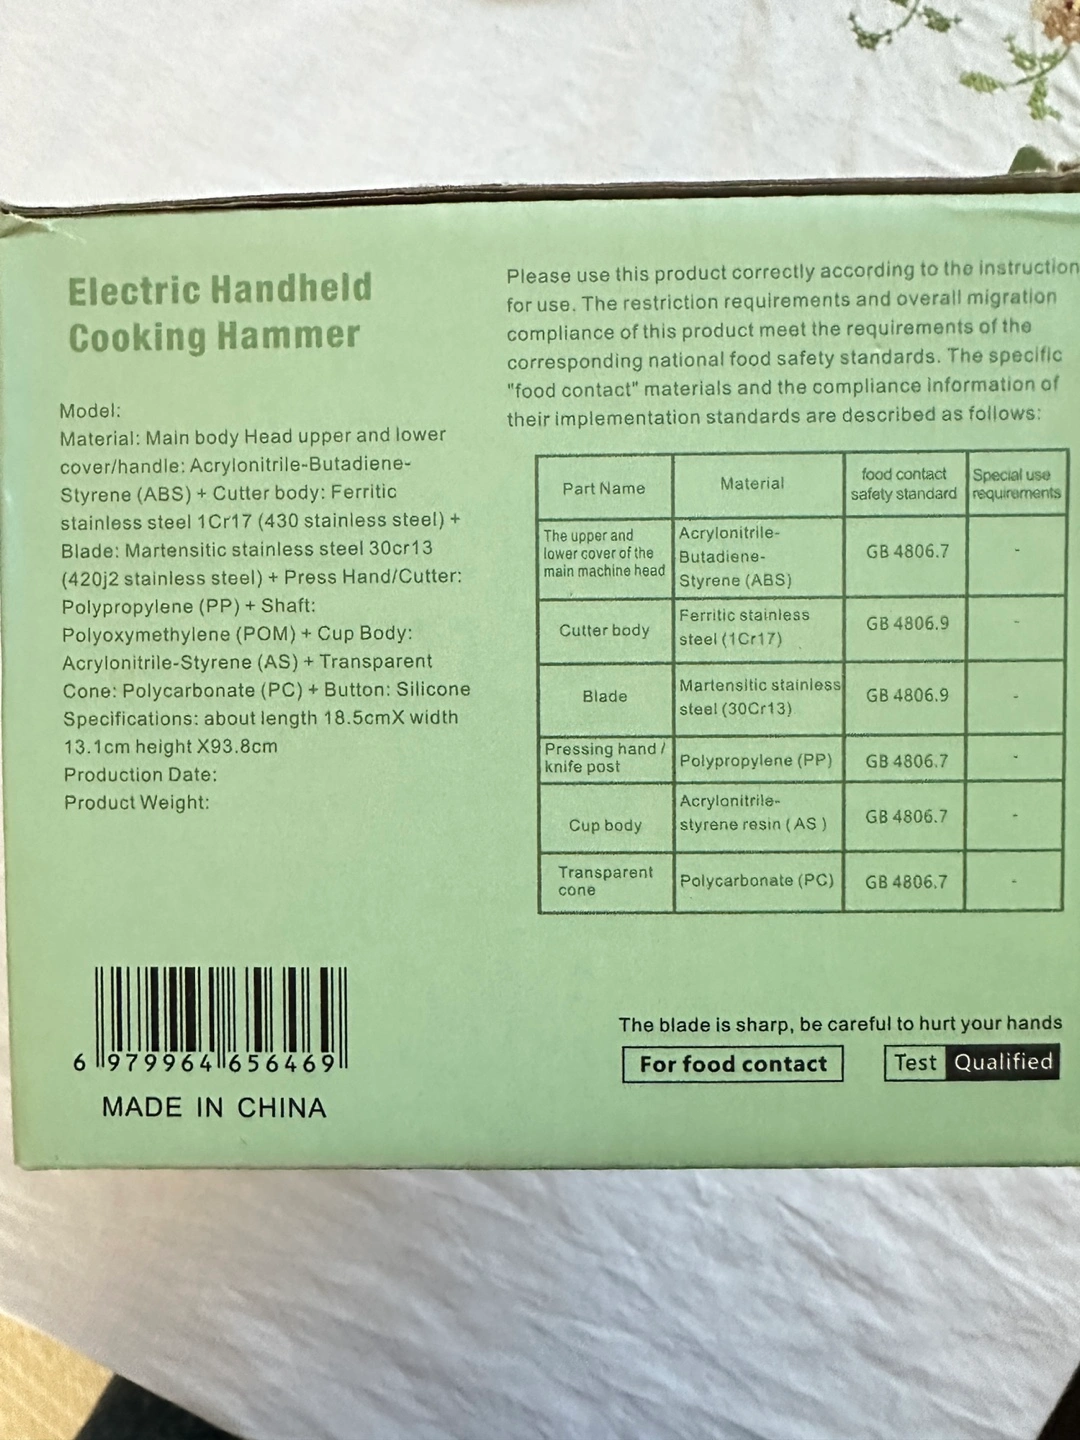 Electric Handheld
Cooking Hammer
Model:
Material: Main body Head upper and lower
cover/handle: Acrylonitrile-Butadiene-
Styrene (ABS) + Cutter body: Ferritic
stainless steel 1Cr17 (430 stainless steel) +
Blade: Martensitic stainless steel 30cr13
(420j2 stainless steel) + Press Hand/Cutter:
Polypropylene (PP) + Shaft:
Polyoxymethylene (POM) + Cup Body:
Acrylonitrile-Styrene (AS) + Transparent
Cone: Polycarbonate (PC) + Button: Silicone
Specifications: about length 18.5cmX width
13.1cm height X93.8cm
Production Date:
Product Weight:
6 979964 656469
MADE IN CHINA
Please use this product correctly according to the instruction
for use. The restriction requirements and overall migration
compliance of this product meet the requirements of the
corresponding national food safety standards. The specific
"food contact" materials and the compliance information of
their implementation standards are described as follows:
Part Name
Material
food contact
safety standard
Special use
requirements
The upper and
lower cover of the
main machine head
Acrylonitrile-
Butadiene-
Styrene (ABS)
GB 4806.7
-
Cutter body
Ferritic stainless
steel (1Cr17)
GB 4806.9
-
Blade
Martensitic stainless
steel (30Cr13)
GB 4806.9
-
Pressing hand /
knife post
Polypropylene (PP)
GB 4806.7
-
Cup body
Acrylonitrile-
styrene resin ( AS )
GB 4806.7
-
Transparent
cone
Polycarbonate (PC)
GB 4806.7
-
The blade is sharp, be careful to hurt your hands
For food contact
Test Qualified